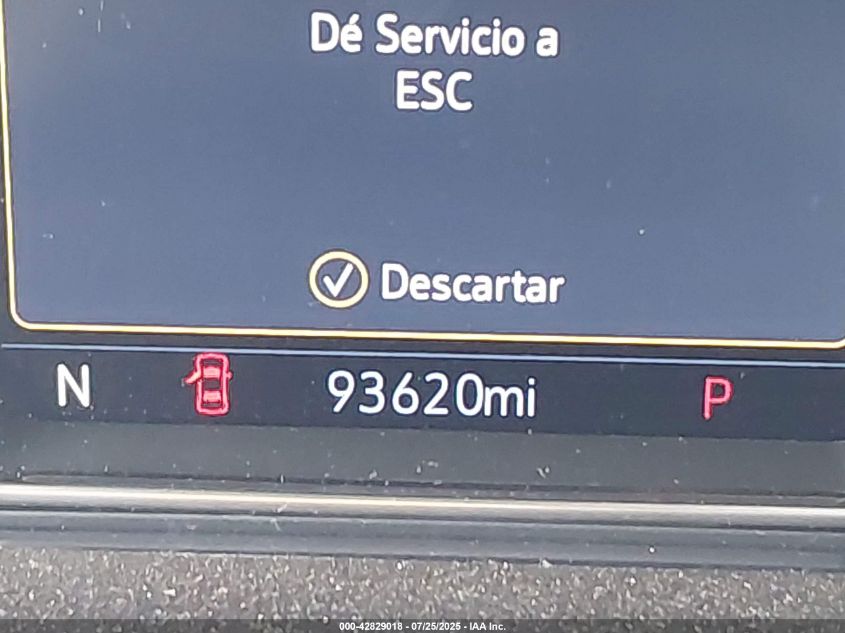 Dé Servicio a
ESC
Descartar
N 93620mi P
000-42829018 - 07/25/2025 - IAA Inc.